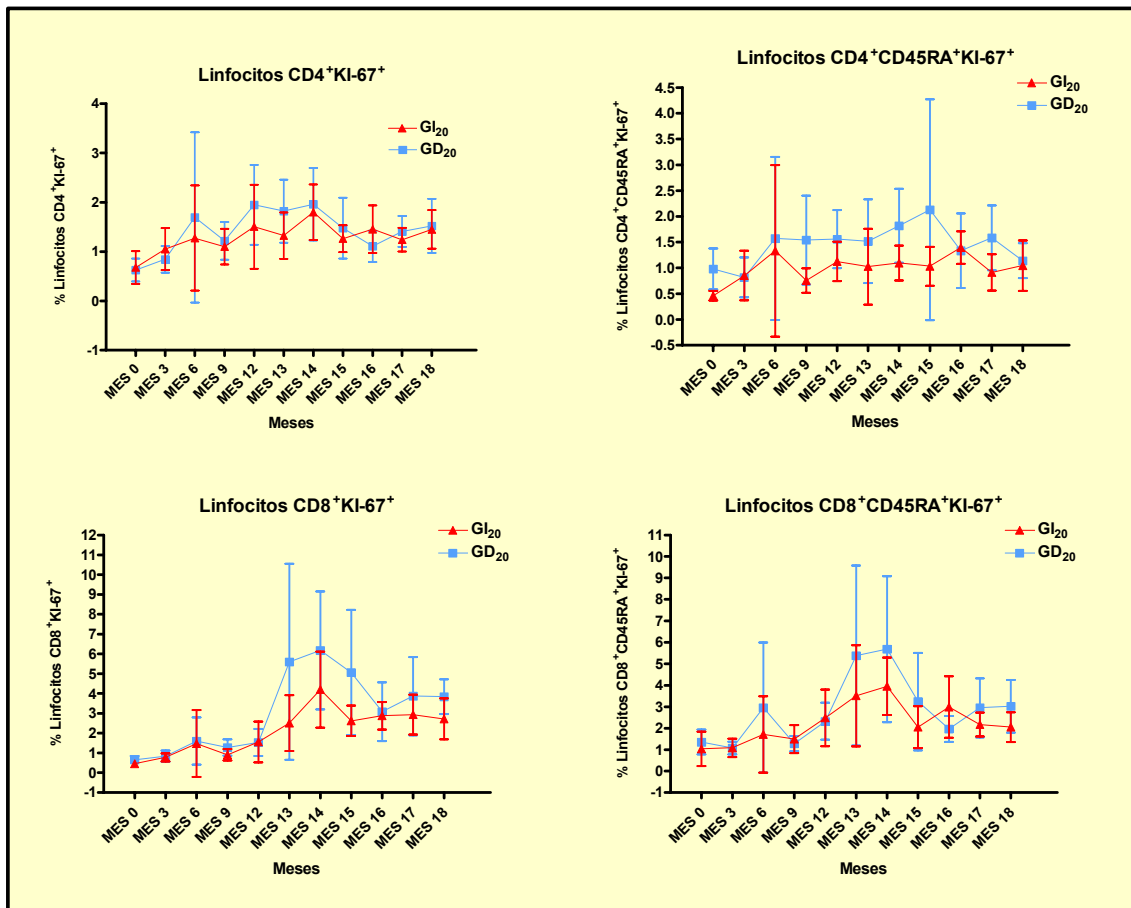 Linfocitos CD4⁺KI-67⁺
GI₂₀
GD₂₀
4
3
2
1
0
-1
% Linfocitos CD4⁺KI-67⁺
MES 0 MES 3 MES 6 MES 9 MES 12 MES 13 MES 14 MES 15 MES 16 MES 17 MES 18
Meses
Linfocitos CD4⁺CD45RA⁺KI-67⁺
GI₂₀
GD₂₀
4.5
4.0
3.5
3.0
2.5
2.0
1.5
1.0
0.5
0.0
-0.5
% Linfocitos CD4⁺CD45RA⁺KI-67⁺
MES 0 MES 3 MES 6 MES 9 MES 12 MES 13 MES 14 MES 15 MES 16 MES 17 MES 18
Meses
Linfocitos CD8⁺KI-67⁺
GI₂₀
GD₂₀
12
11
10
9
8
7
6
5
4
3
2
1
0
-1
% Linfocitos CD8⁺KI-67⁺
MES 0 MES 3 MES 6 MES 9 MES 12 MES 13 MES 14 MES 15 MES 16 MES 17 MES 18
Meses
Linfocitos CD8⁺CD45RA⁺KI-67⁺
GI₂₀
GD₂₀
11
10
9
8
7
6
5
4
3
2
1
0
-1
% Linfocitos CD8⁺CD45RA⁺KI-67⁺
MES 0 MES 3 MES 6 MES 9 MES 12 MES 13 MES 14 MES 15 MES 16 MES 17 MES 18
Meses